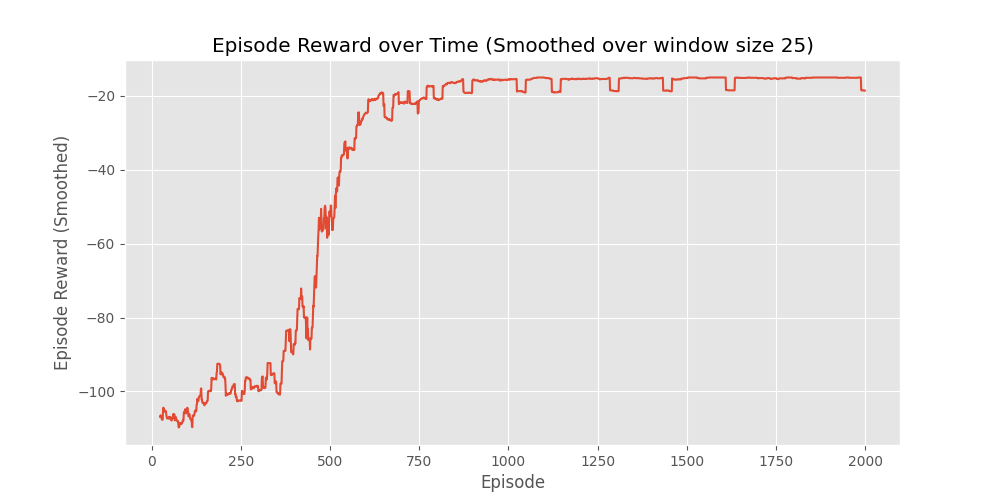 Episode Reward over Time (Smoothed over window size 25)
Episode Reward (Smoothed)
−20
−40
−60
−80
−100
0 250 500 750 1000 1250 1500 1750 2000
Episode